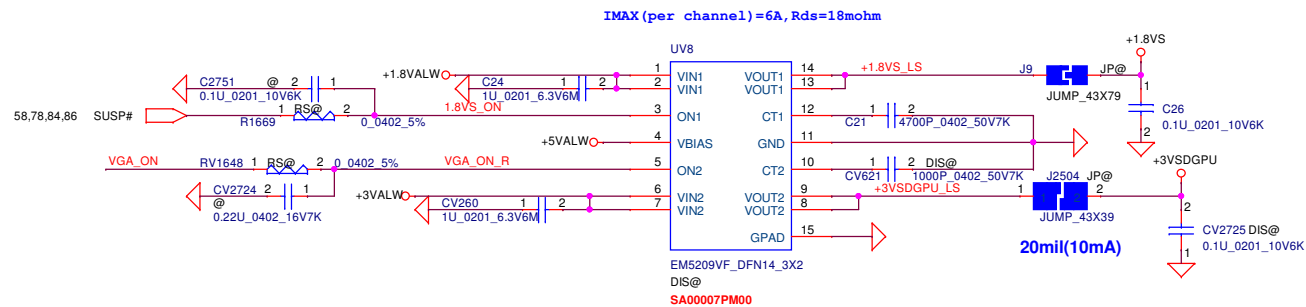 IMAX(per channel)=6A,Rds=18mohm
UV8
+1.8VS
+1.8VALW
C2751 @ 2 1
0.1U_0201_10V6K
C24 1 2
1U_0201_6.3V6M
1 VIN1 VOUT1 14
2 VIN1 VOUT1 13
+1.8VS_LS
J9 JP@
JUMP_43X79
1
C26
0.1U_0201_10V6K
2
58,78,84,86 SUSP#
1 RS@ 2
R1669 0_0402_5%
1.8VS_ON
3 ON1 CT1 12
C21 1 2
4700P_0402_50V7K
+5VALW
4 VBIAS GND 11
VGA_ON
RV1648 1 RS@ 2 0_0402_5%
VGA_ON_R
5 ON2 CT2 10
CV621 1 2 DIS@
1000P_0402_50V7K
+3VSDGPU
CV2724 2 1
@
0.22U_0402_16V7K
+3VALW
CV260 1 2
1U_0201_6.3V6M
6 VIN2 VOUT2 9
7 VIN2 VOUT2 8
+3VSDGPU_LS
1 J2504 2 JP@
1 2
JUMP_43X39
2
CV2725 DIS@
0.1U_0201_10V6K
1
GPAD 15
20mil(10mA)
EM5209VF_DFN14_3X2
DIS@
SA00007PM00